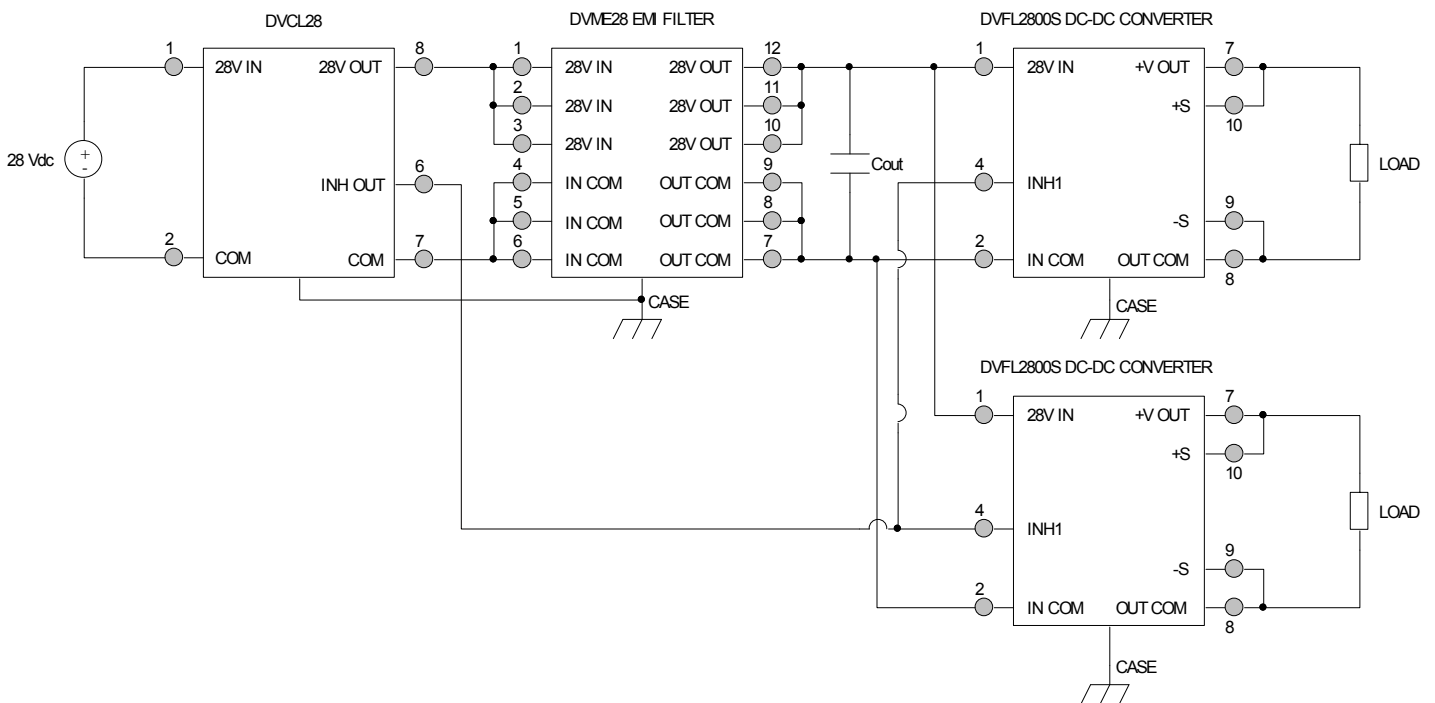 DVCL28
DVME28 EMI FILTER
DVFL2800S DC-DC CONVERTER
28 Vdc
+
-
1
28V IN
28V OUT
8
6
INH OUT
2
COM
COM
7
1
28V IN
28V OUT
12
2
28V IN
28V OUT
11
3
28V IN
28V OUT
10
4
IN COM
OUT COM
9
5
IN COM
OUT COM
8
6
IN COM
OUT COM
7
CASE
Cout
1
28V IN
+V OUT
7
+S
10
4
INH1
-S
9
2
IN COM
OUT COM
8
CASE
LOAD
DVFL2800S DC-DC CONVERTER
1
28V IN
+V OUT
7
+S
10
4
INH1
-S
9
2
IN COM
OUT COM
8
CASE
LOAD